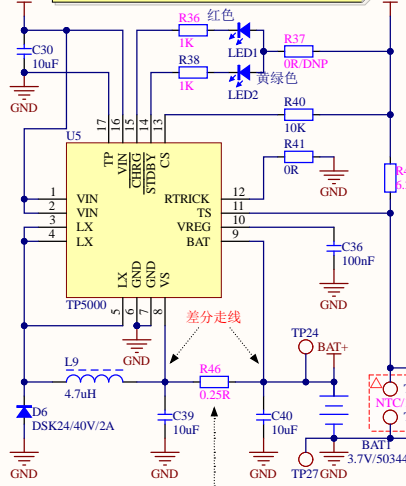 R36
红色
1K
LED1
R37
0R/DNP
C30
10uF
GND
R38
1K
LED2
黄绿色
R40
10K
R41
0R
GND
U5
17
16
15
14
13
TP
VIN
CHRG
STDBY
CS
1
VIN
2
VIN
3
LX
4
LX
RTRICK
12
TS
11
VREG
10
BAT
9
LX
GND
GND
VS
5
6
7
8
TP5000
GND
C36
100nF
GND
差分走线
TP24
BAT+
L9
4.7uH
R46
0.25R
D6
DSK24/40V/2A
C39
10uF
C40
10uF
NTC/
BAT1
3.7V/50344
GND
GND
GND
TP27
GND